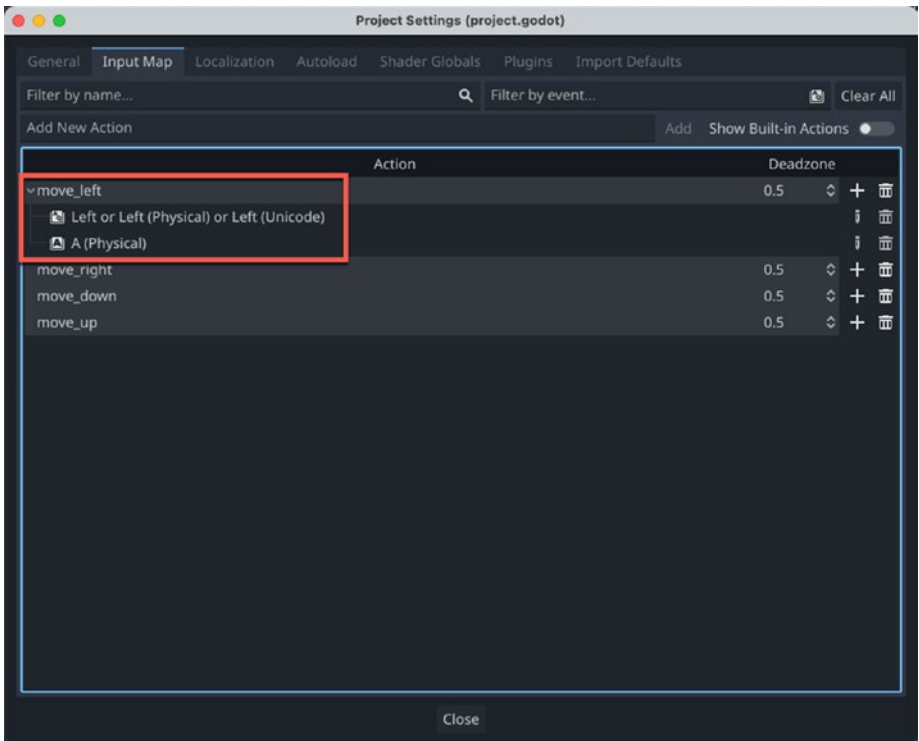 Project Settings (project.godot)
General Input Map Localization Autoload Shader Globals Plugins Import Defaults
Filter by name... Filter by event... Clear All
Add New Action Add Show Built-in Actions
Action Deadzone
move_left 0.5
Left or Left (Physical) or Left (Unicode)
A (Physical)
move_right 0.5
move_down 0.5
move_up 0.5
Close